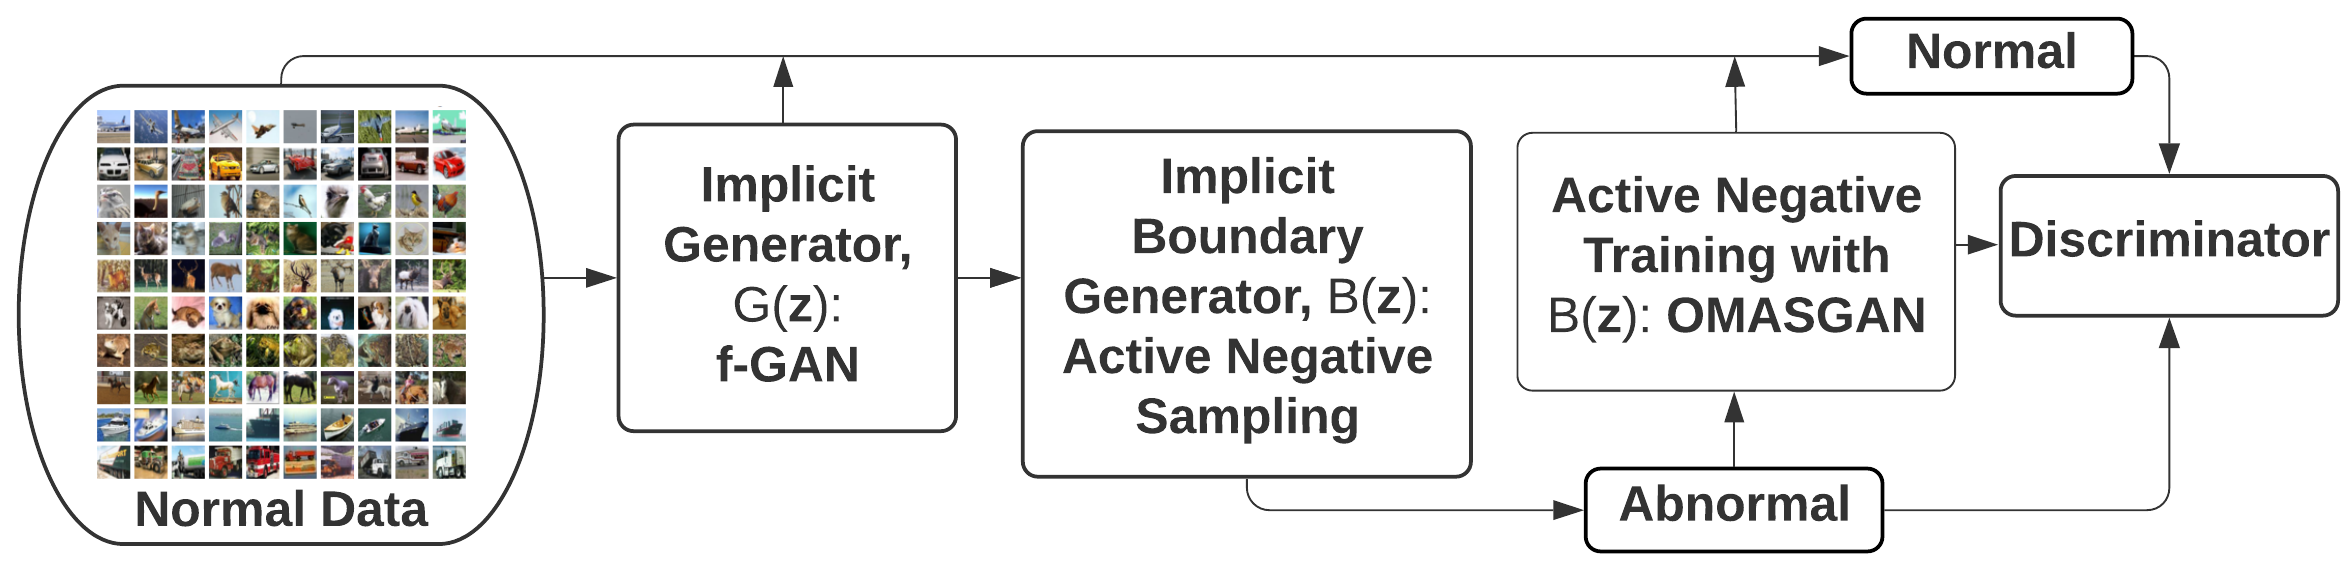 Normal Data
Implicit
Generator,
G(z):
f-GAN
Implicit
Boundary
Generator, B(z):
Active Negative
Sampling
Active Negative
Training with
B(z): OMASGAN
Normal
Abnormal
Discriminator